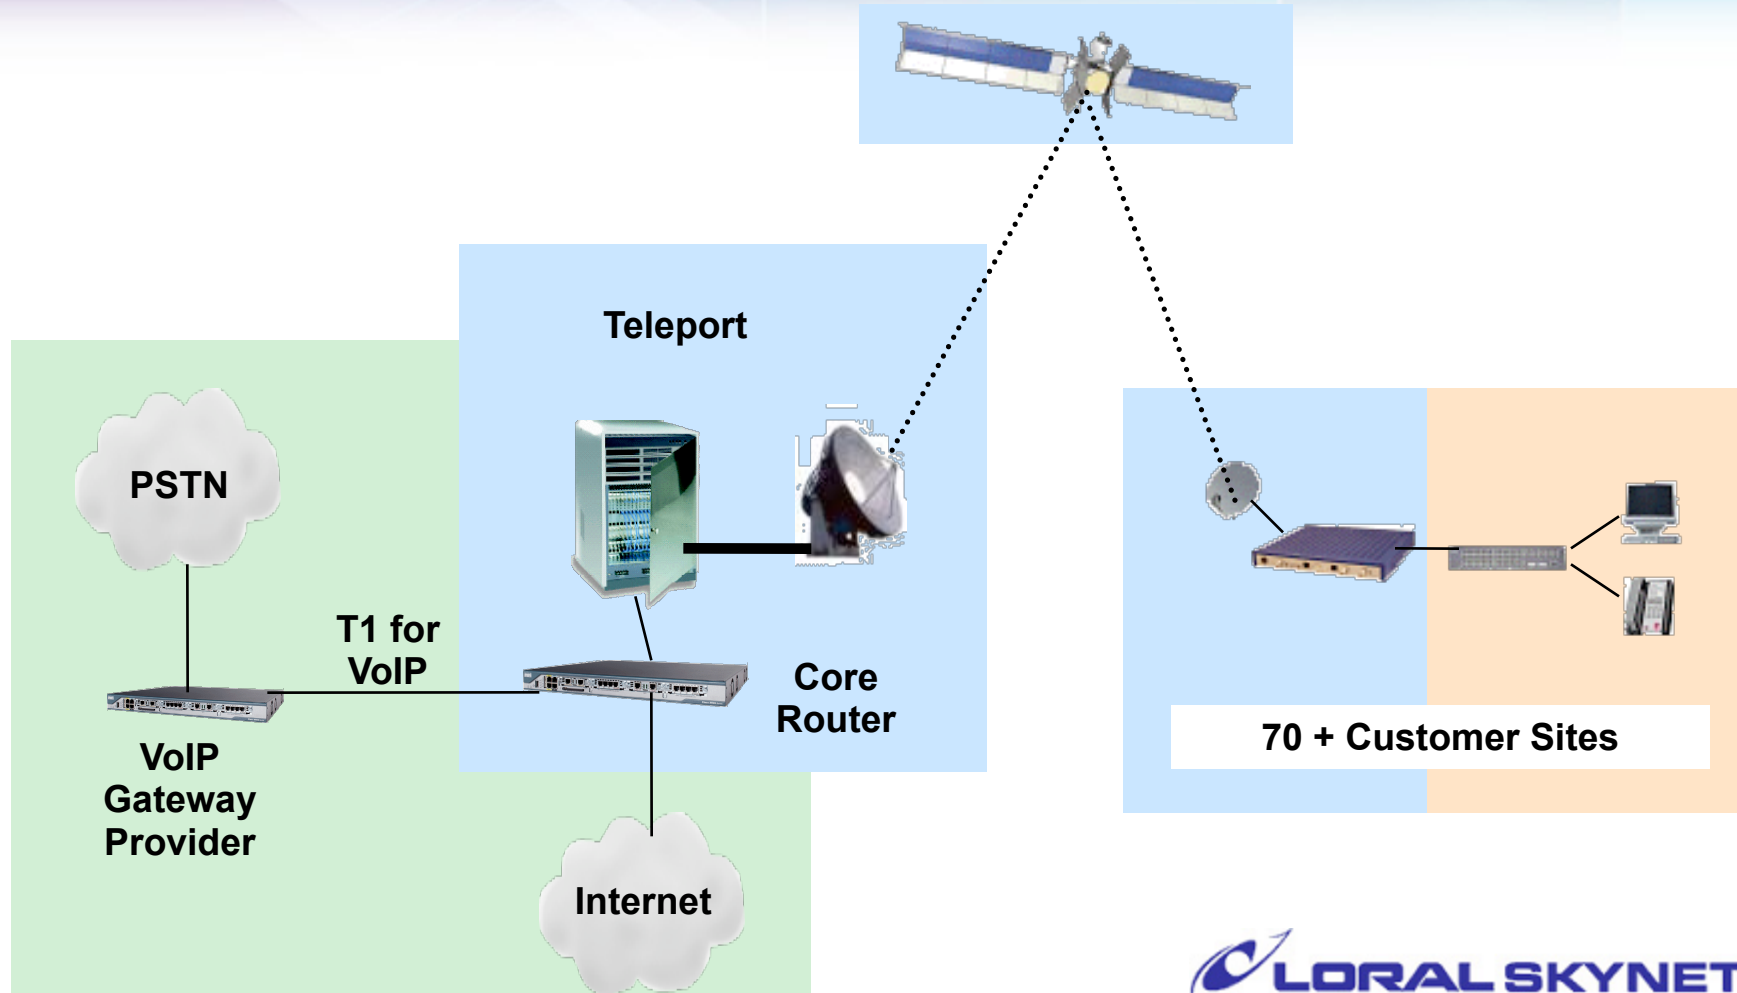 Teleport
PSTN
T1 for
VoIP
Core
Router
70 + Customer Sites
VoIP
Gateway
Provider
Internet
LORAL SKYNET